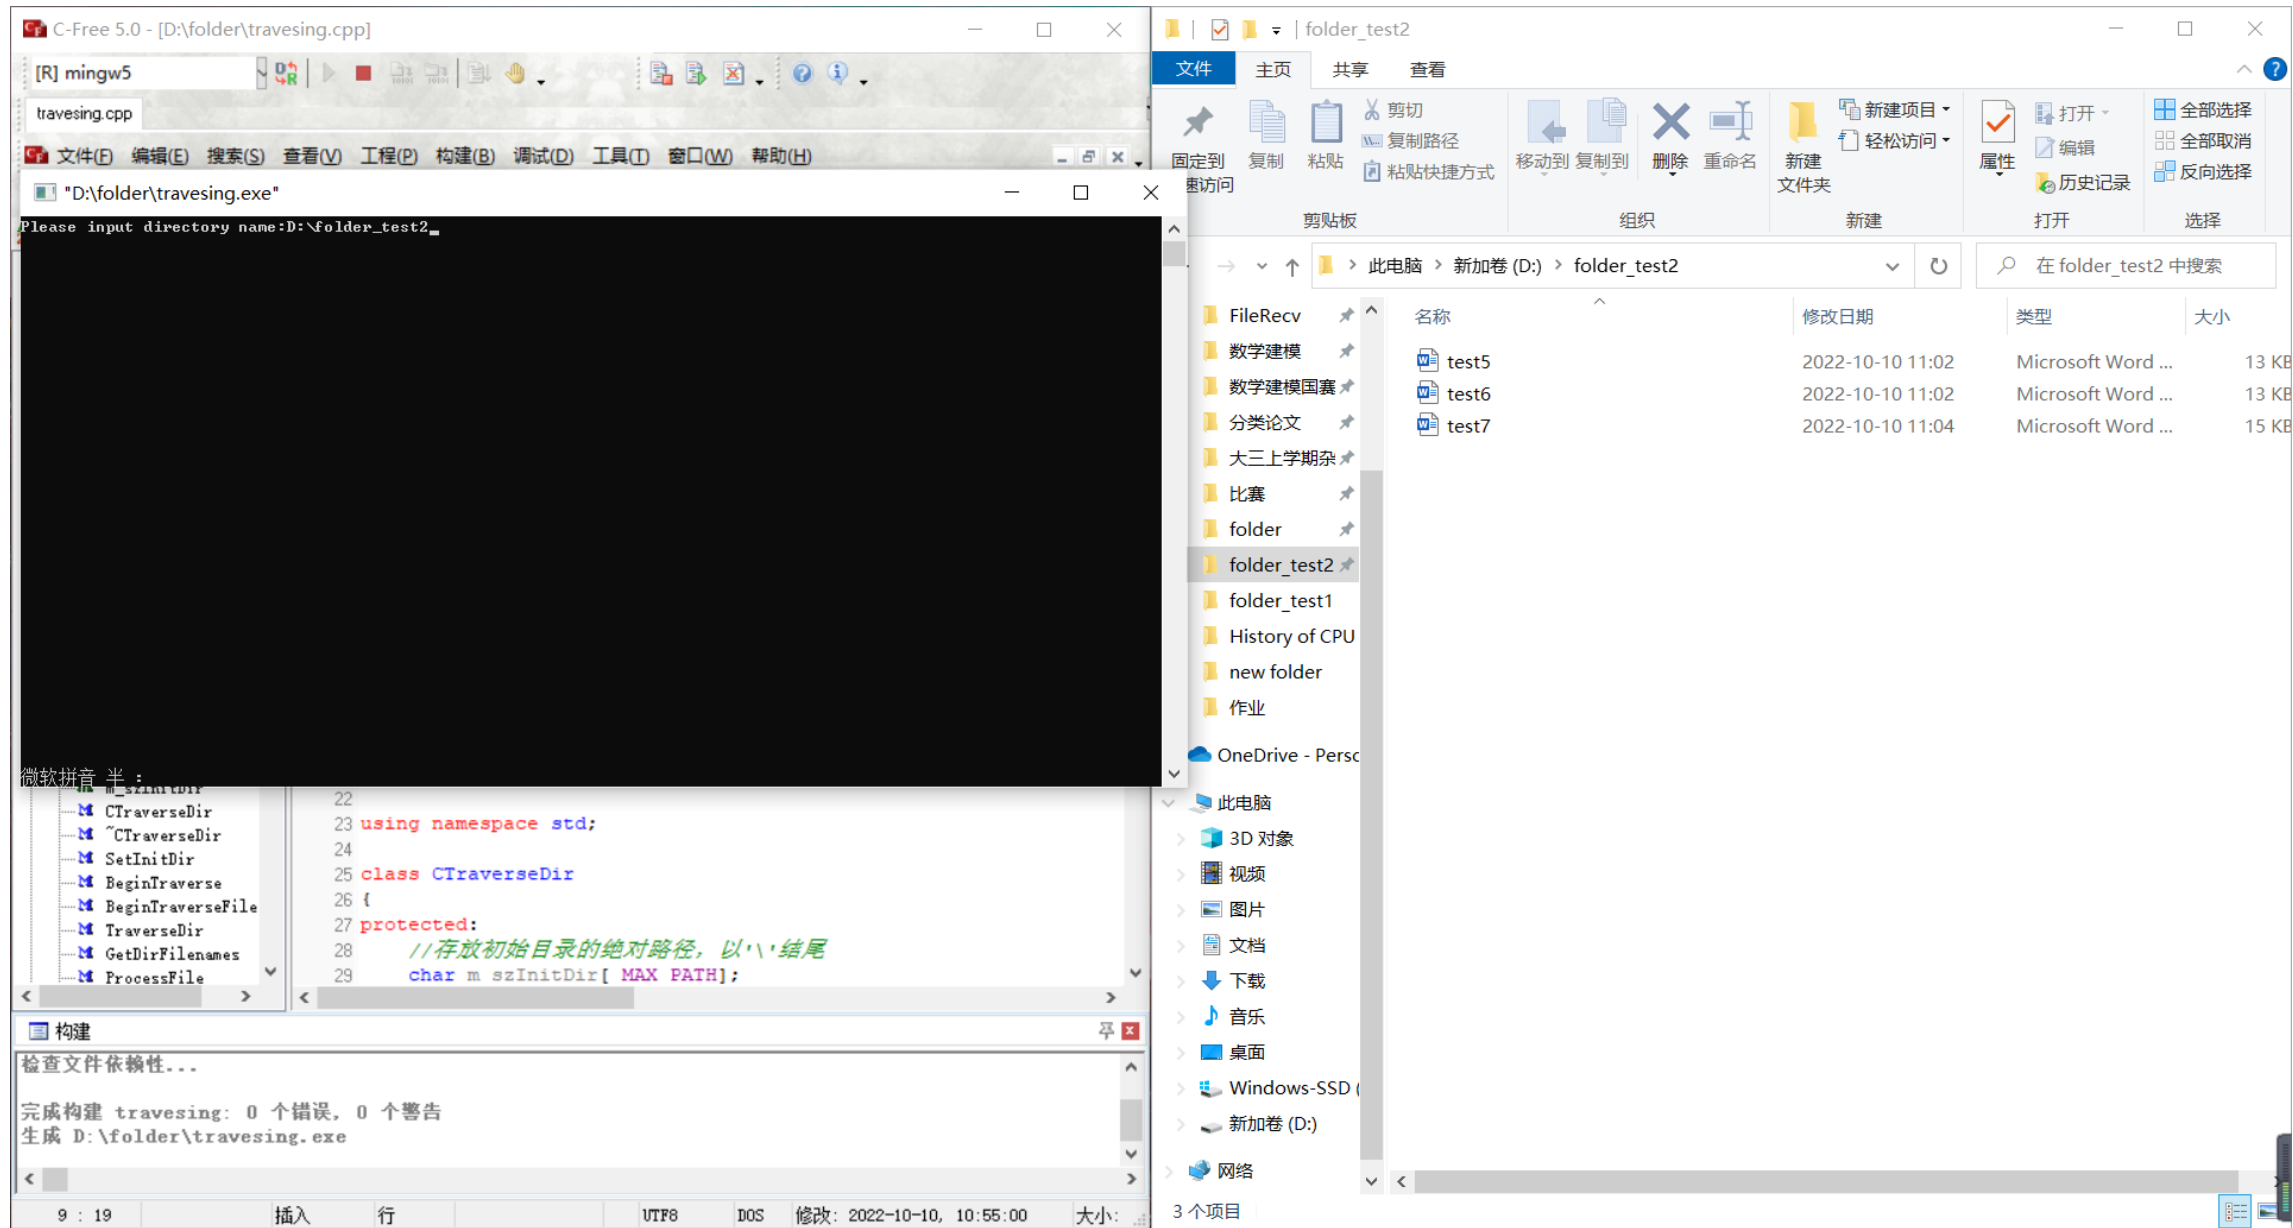 C-Free 5.0 - [D:\folder\travesing.cpp]
[R] mingw5
travesing.cpp
文件(F) 编辑(E) 搜索(S) 查看(V) 工程(P) 构建(B) 调试(D) 工具(T) 窗口(W) 帮助(H)
"D:\folder\travesing.exe"
Please input directory name:D:\folder_test2
微软拼音 半 :
m_szInitDir
CTraverseDir
~CTraverseDir
SetInitDir
BeginTraverse
BeginTraverseFile
TraverseDir
GetDirFilenames
ProcessFile
22
23 using namespace std;
24
25 class CTraverseDir
26 {
27 protected:
28 //存放初始目录的绝对路径，以'\'结尾
29 char m_szInitDir[_MAX_PATH];
构建
检查文件依赖性...
完成构建 travesing: 0 个错误, 0 个警告
生成 D:\folder\travesing.exe
9 : 19 插入 行 UTF8 DOS 修改: 2022-10-10, 10:55:00 大小:
folder_test2
文件 主页 共享 查看
固定到
速访问
复制
粘贴
剪切
复制路径
粘贴快捷方式
移动到 复制到 删除 重命名
新建
文件夹
新建项目
轻松访问
属性
打开
编辑
历史记录
全部选择
全部取消
反向选择
剪贴板 组织 新建 打开 选择
此电脑 > 新加卷 (D:) > folder_test2
在 folder_test2 中搜索
FileRecv
数学建模
数学建模国赛
分类论文
大三上学期杂
比赛
folder
folder_test2
folder_test1
History of CPU
new folder
作业
OneDrive - Perso
此电脑
3D 对象
视频
图片
文档
下载
音乐
桌面
Windows-SSD (
新加卷 (D:)
网络
名称 修改日期 类型 大小
test5 2022-10-10 11:02 Microsoft Word ... 13 KB
test6 2022-10-10 11:02 Microsoft Word ... 13 KB
test7 2022-10-10 11:04 Microsoft Word ... 15 KB
3 个项目